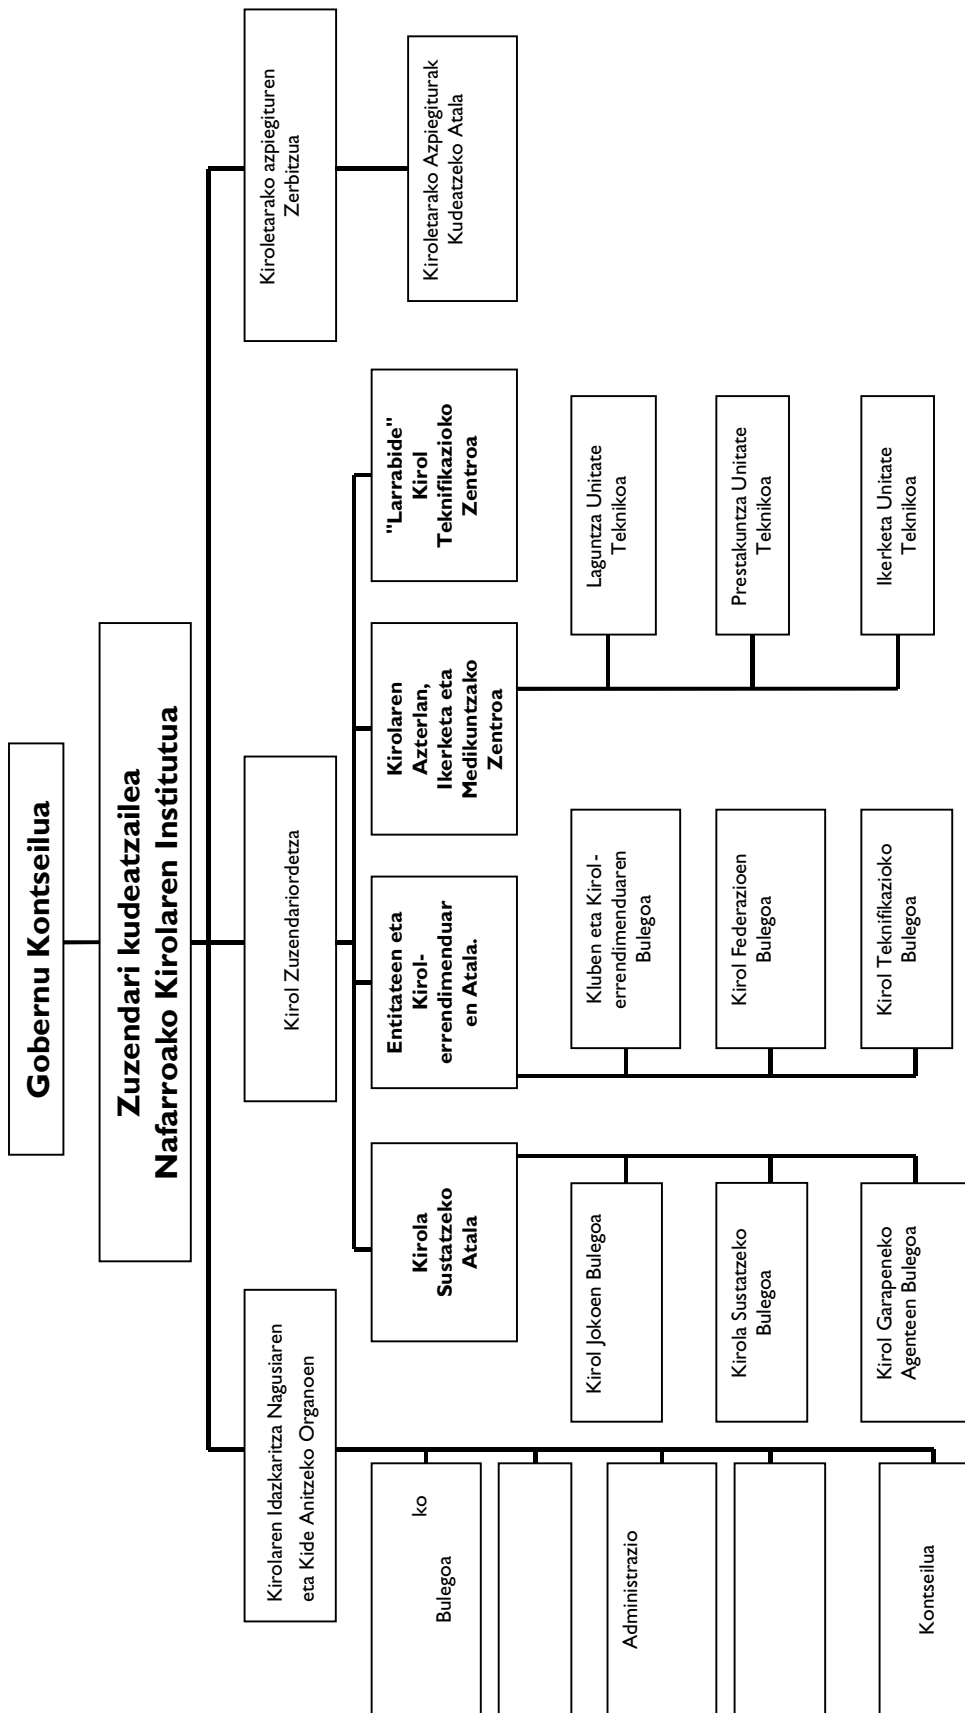 Gobernu Kontseilua
Zuzendari kudeatzailea
Nafarroako Kirolaren Institutua
Kirolaren Idazkaritza Nagusiaren
eta Kide Anitzeko Organoen
Kirol Zuzendariordetza
Kiroletarako azpiegituren
Zerbitzua
Kirola
Sustatzeko
Atala
Entitateen eta
Kirol-
errendimenduar
en Atala.
Kirolaren
Azterlan,
Ikerketa eta
Medikuntzako
Zentroa
"Larrabide"
Kirol
Teknifikazioko
Zentroa
Kiroletarako Azpiegiturak
Kudeatzeko Atala
ko
Bulegoa
Administrazio
Kontseilua
Kirol Jokoen Bulegoa
Kirola Sustatzeko
Bulegoa
Kirol Garapeneko
Agenteen Bulegoa
Kluben eta Kirol-
errendimenduaren
Bulegoa
Kirol Federazioen
Bulegoa
Kirol Teknifikazioko
Bulegoa
Laguntza Unitate
Teknikoa
Prestakuntza Unitate
Teknikoa
Ikerketa Unitate
Teknikoa